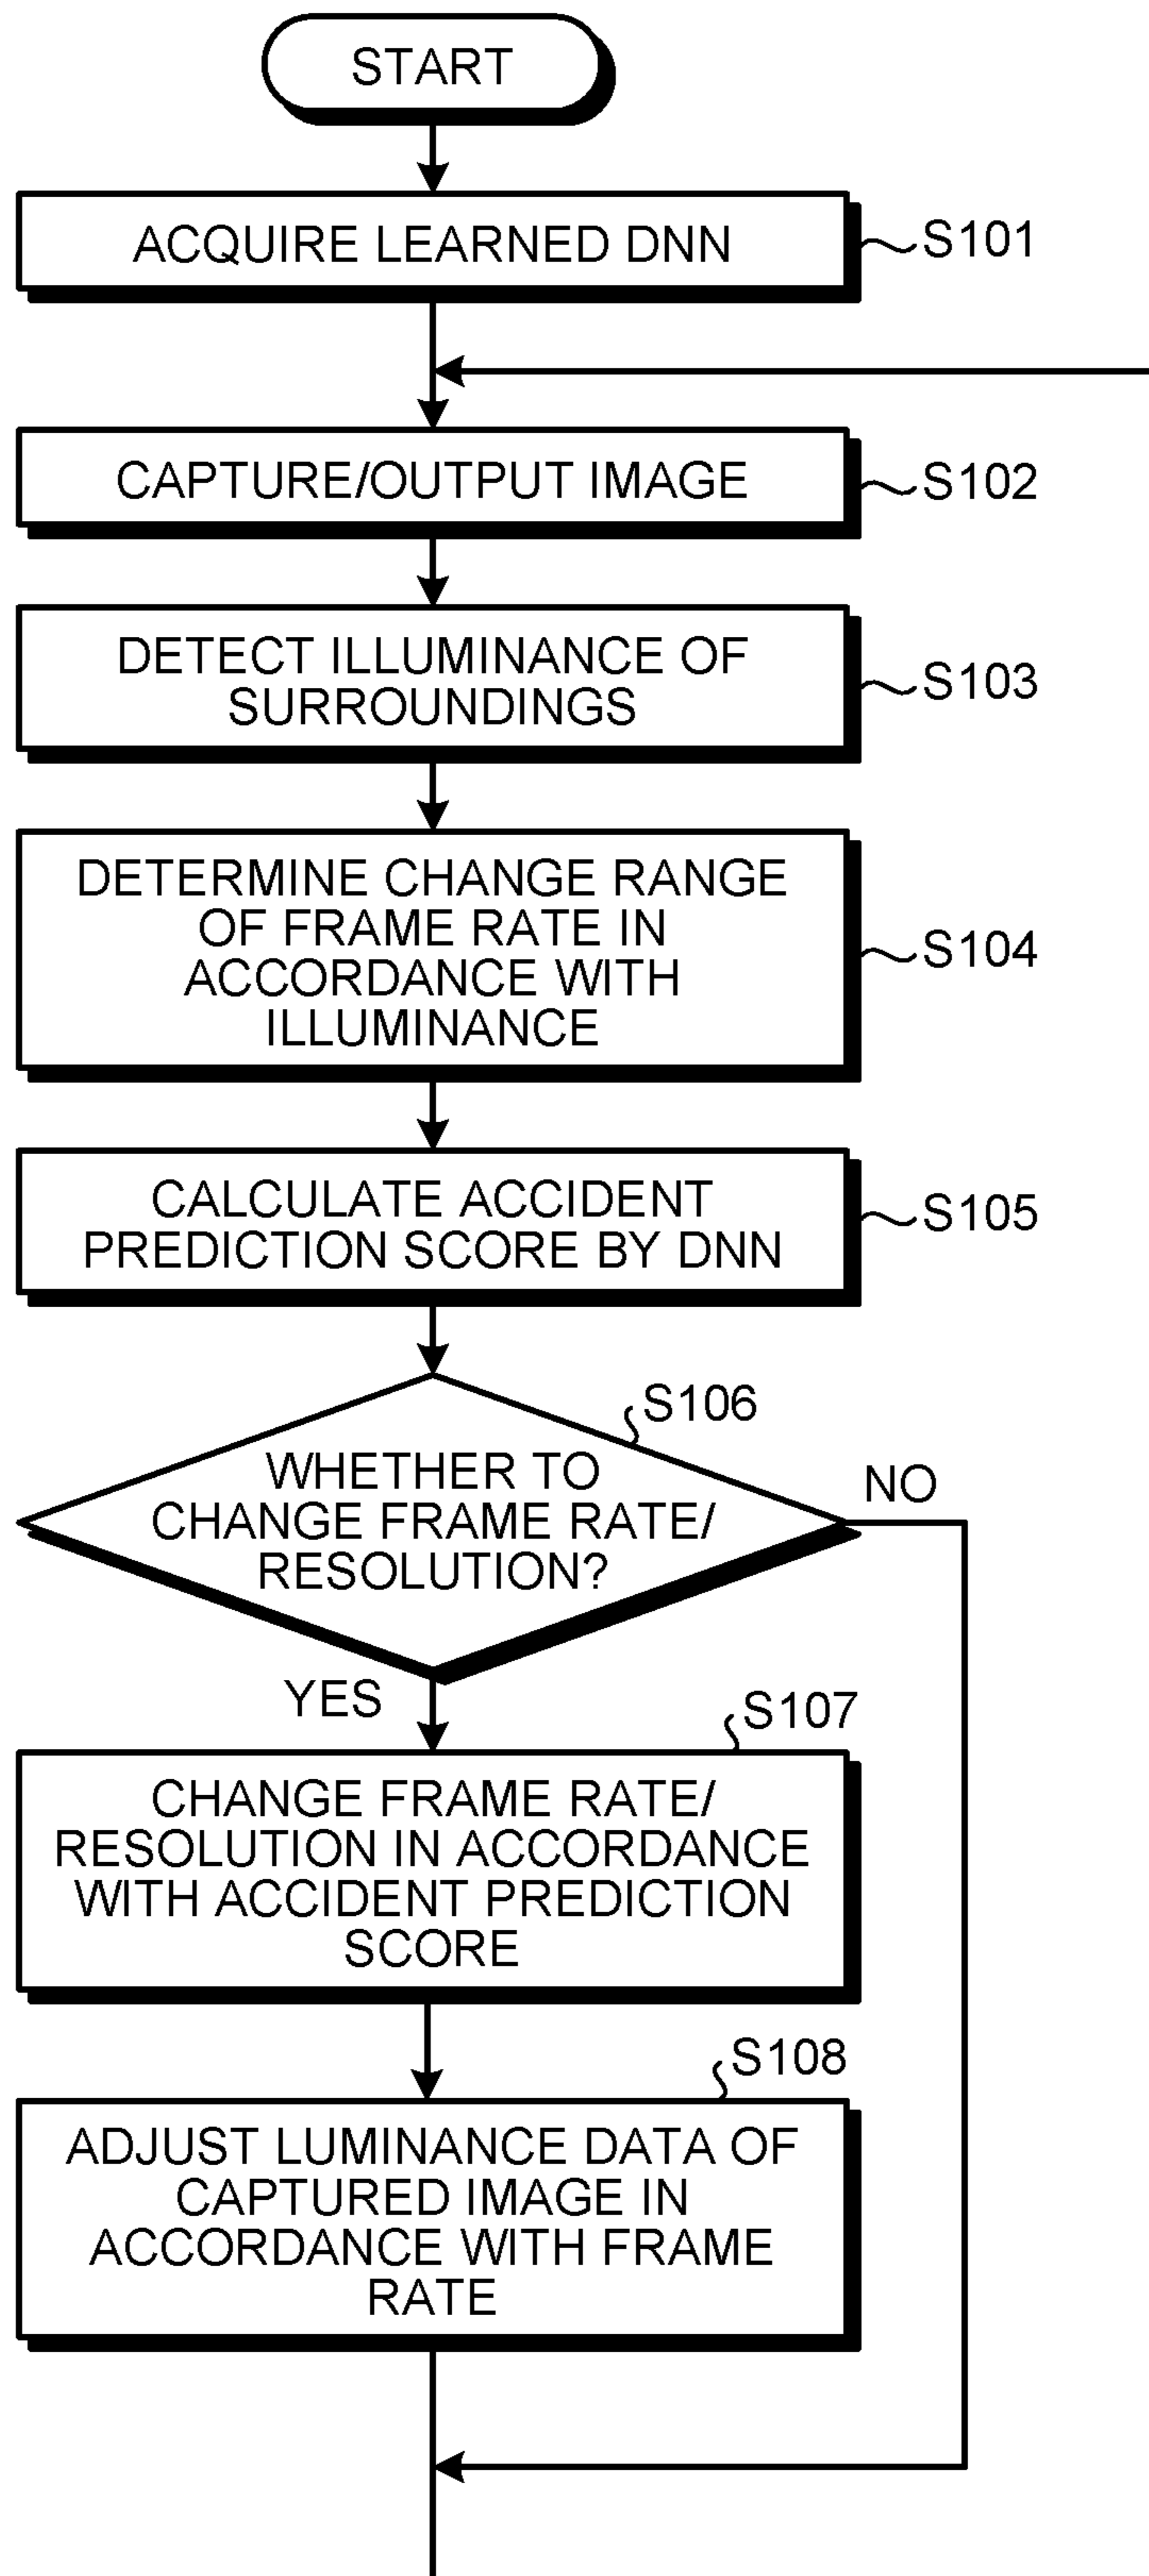 START
ACQUIRE LEARNED DNN
S101
CAPTURE/OUTPUT IMAGE
S102
DETECT ILLUMINANCE OF
SURROUNDINGS
S103
DETERMINE CHANGE RANGE
OF FRAME RATE IN
ACCORDANCE WITH
ILLUMINANCE
S104
CALCULATE ACCIDENT
PREDICTION SCORE BY DNN
S105
S106
WHETHER TO
CHANGE FRAME RATE/
RESOLUTION?
NO
YES
S107
CHANGE FRAME RATE/
RESOLUTION IN ACCORDANCE
WITH ACCIDENT PREDICTION
SCORE
S108
ADJUST LUMINANCE DATA OF
CAPTURED IMAGE IN
ACCORDANCE WITH FRAME
RATE